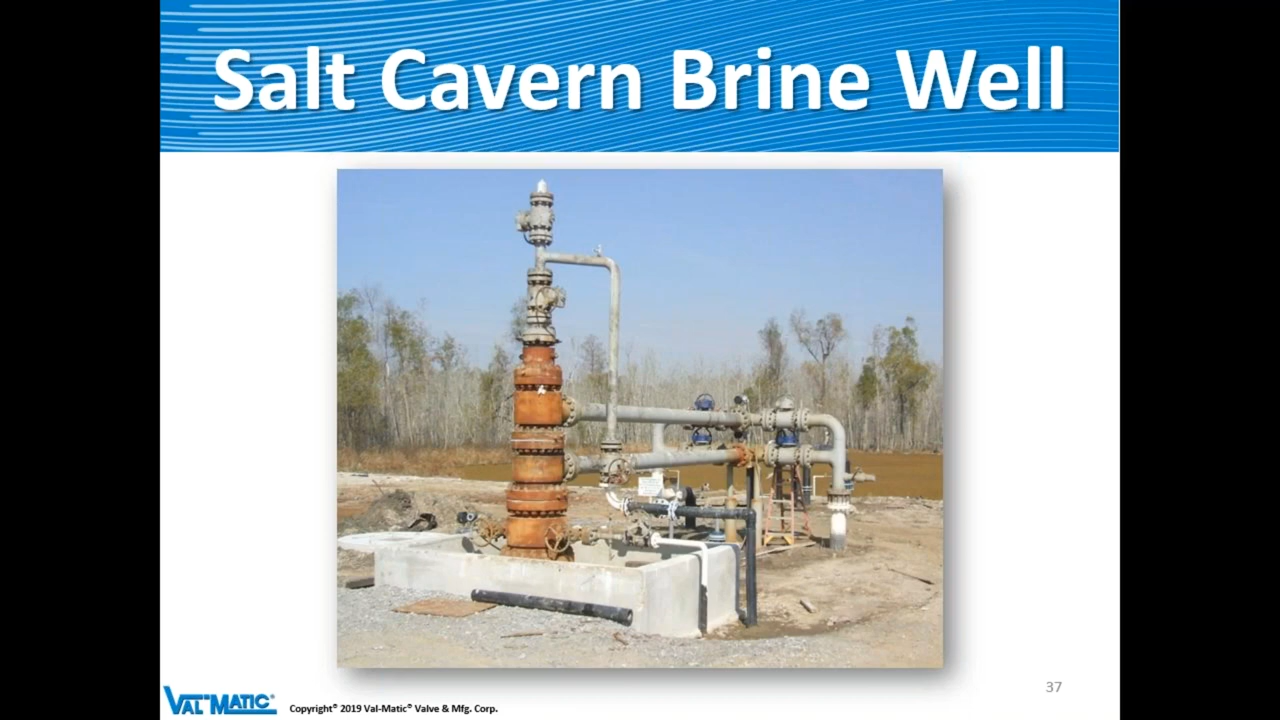 Salt Cavern Brine Well
37
VAL-MATIC®
Copyright® 2019 Val-Matic® Valve & Mfg. Corp.